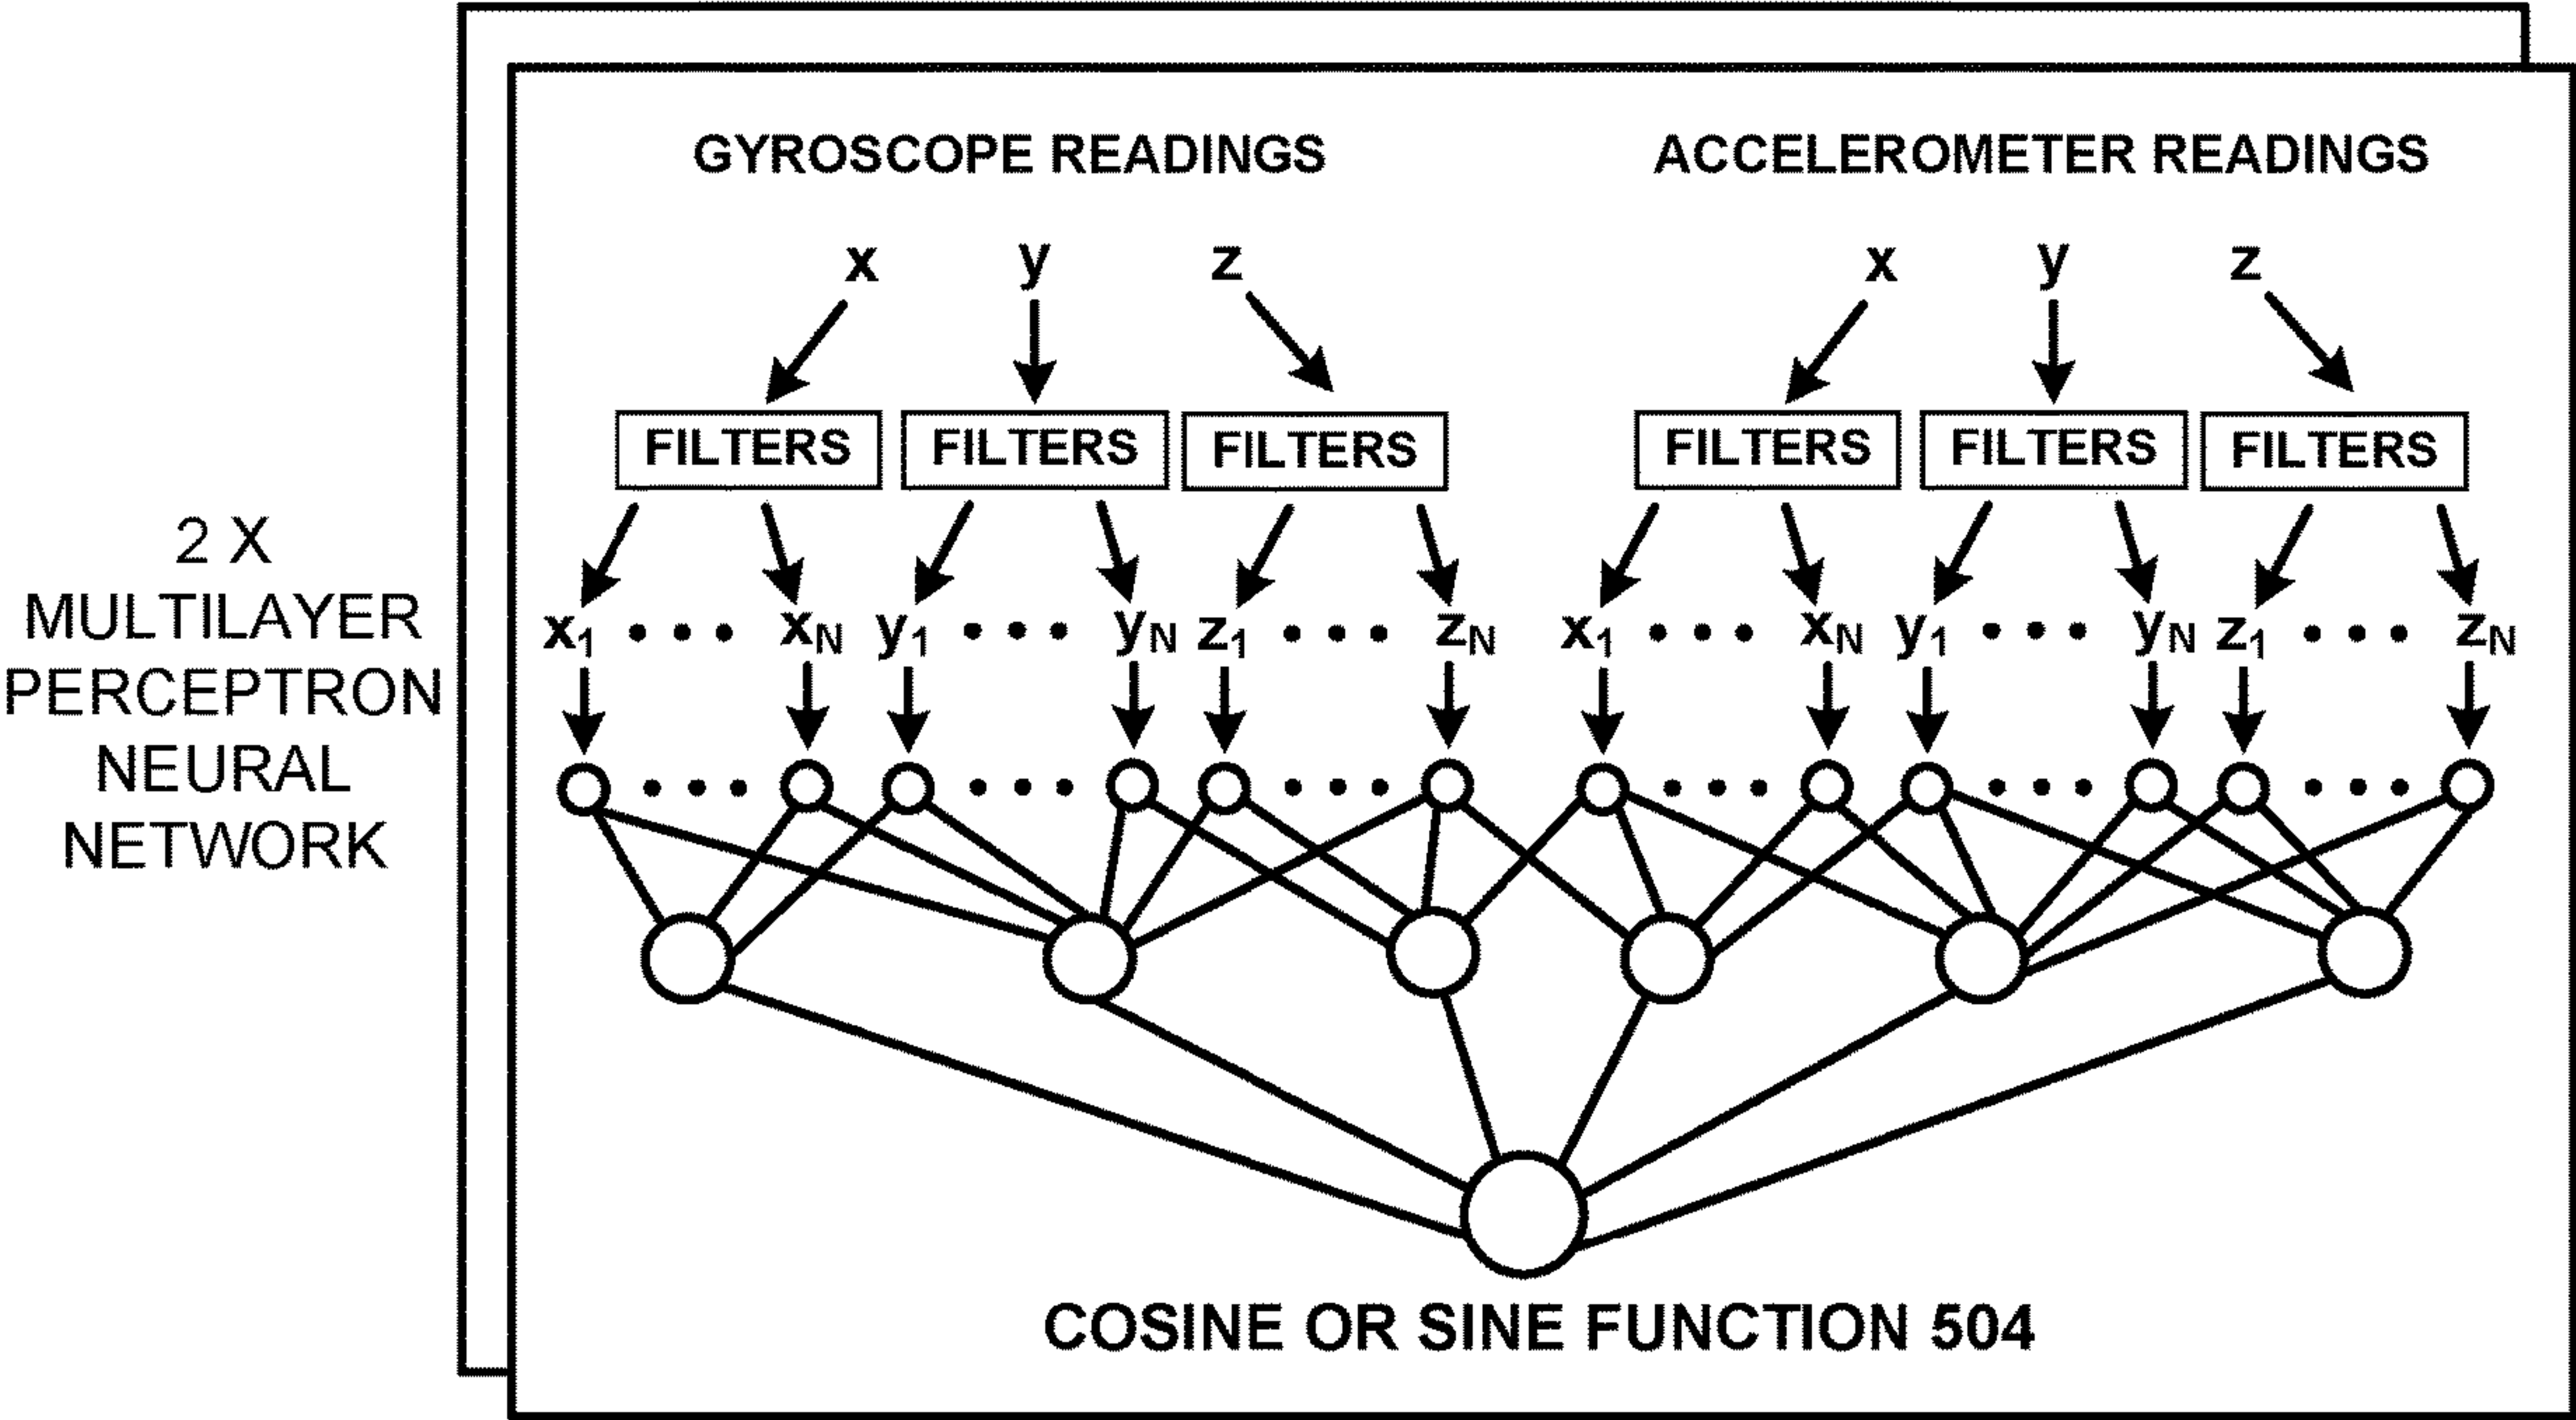 GYROSCOPE READINGS ACCELEROMETER READINGS
x y z x y z
FILTERS FILTERS FILTERS FILTERS FILTERS FILTERS
2 X
MULTILAYER
PERCEPTRON
NEURAL
NETWORK
x1 • • • xN y1 • • • yN z1 • • • zN x1 • • • xN y1 • • • yN z1 • • • zN
COSINE OR SINE FUNCTION 504